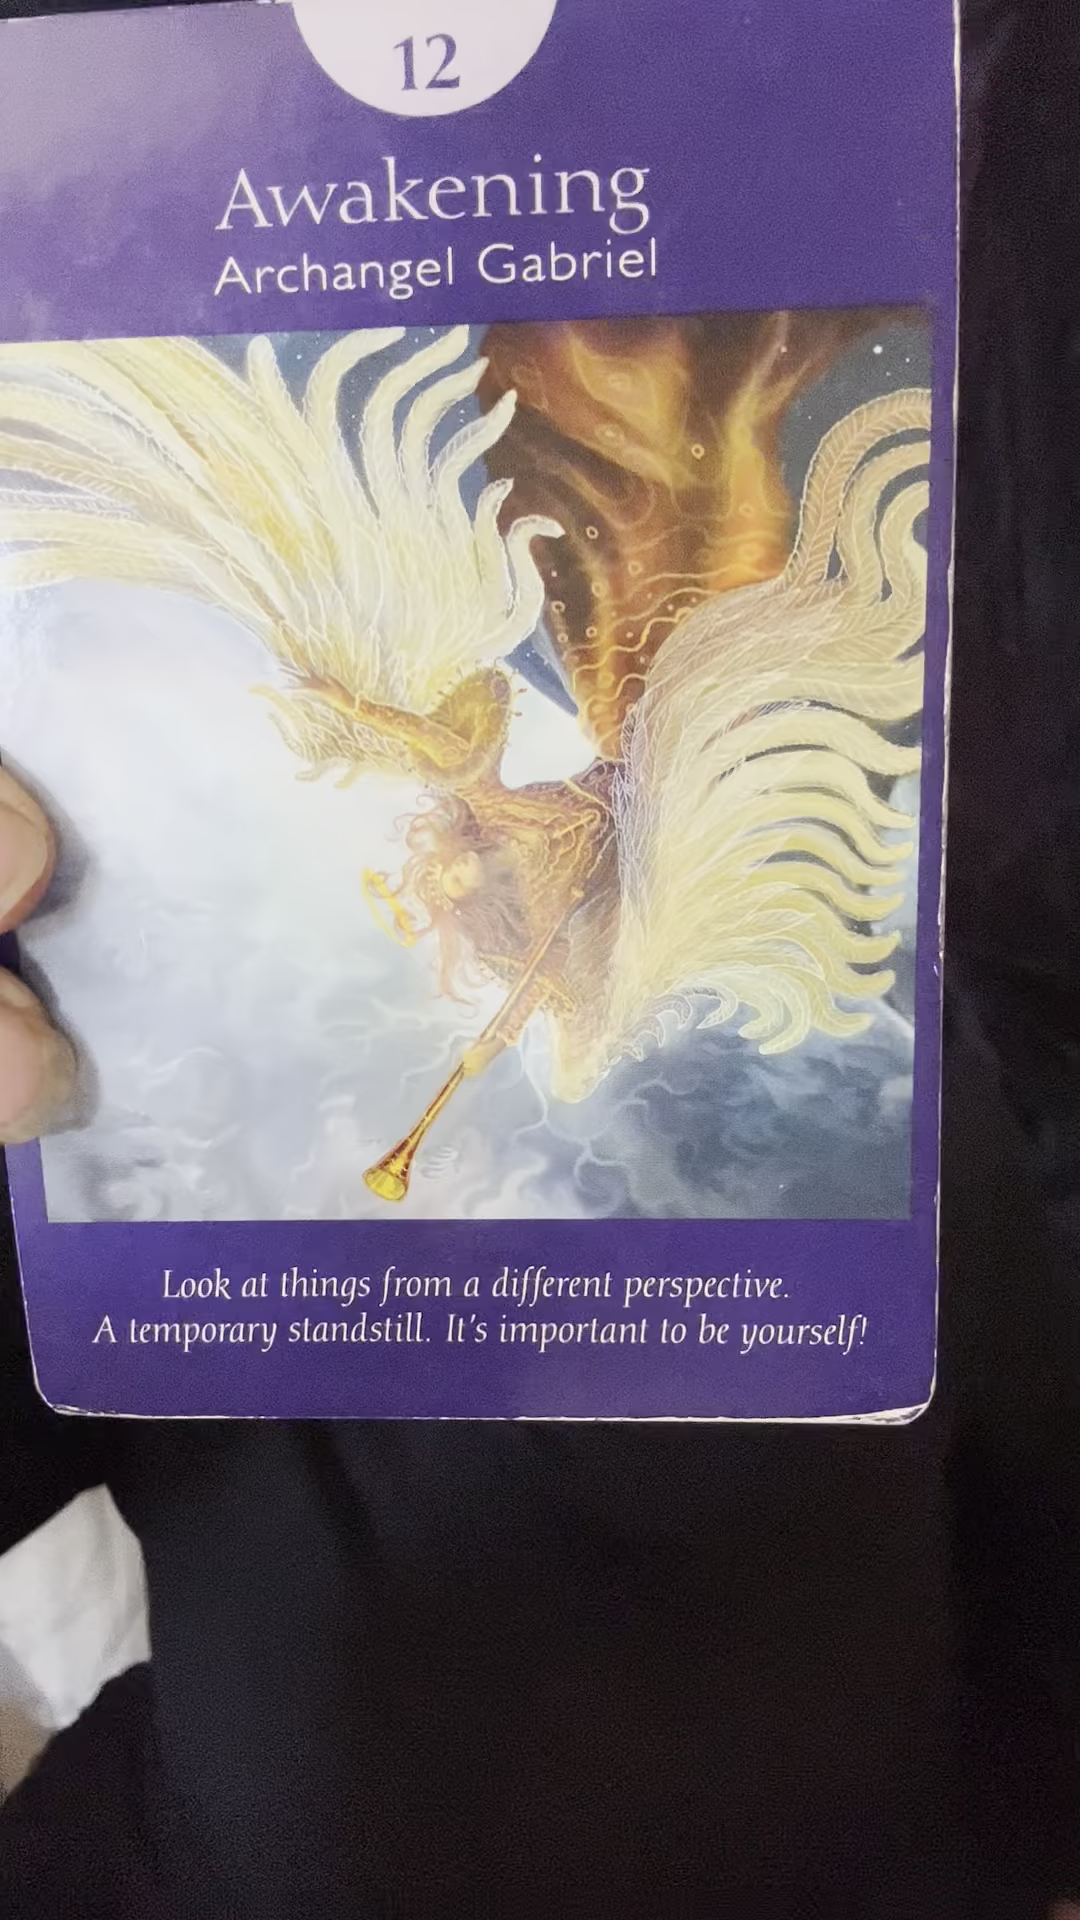 12
Awakening
Archangel Gabriel
Look at things from a different perspective.
A temporary standstill. It's important to be yourself!